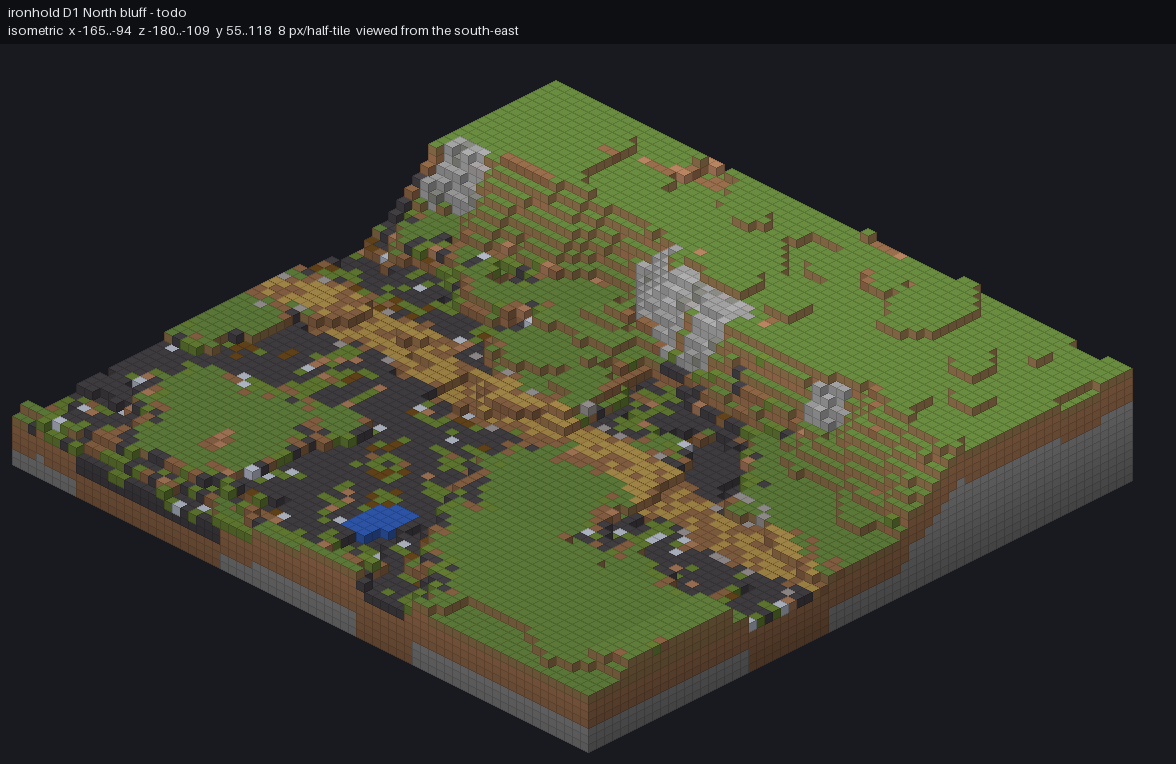 ironhold D1 North bluff - todo
isometric x -165..-94 z -180..-109 y 55..118 8 px/half-tile viewed from the south-east